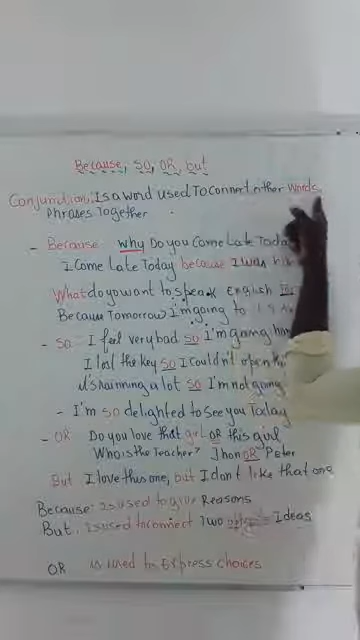 Because, SO, OR, but
Conjunction: Is a word used To Connert other Words
Phrases Together
- Because why Do you Come Late Toda
I Come Late Today because I was
What do you want to speak english
Because Tomorrow I'm going to
- So I feel very bad so I'm going
I lost the key so I couldn't open
it's rainning a lot so I'm not going
- I'm so delighted to See you Today
- OR Do you love that girl OR this girl
Who is the Teacher? Jhon OR Peter
But I love this one, but I don't like that one
Because: Is used to give Reasons
But. Is used to connect Two Ideas
OR is used to Express choices